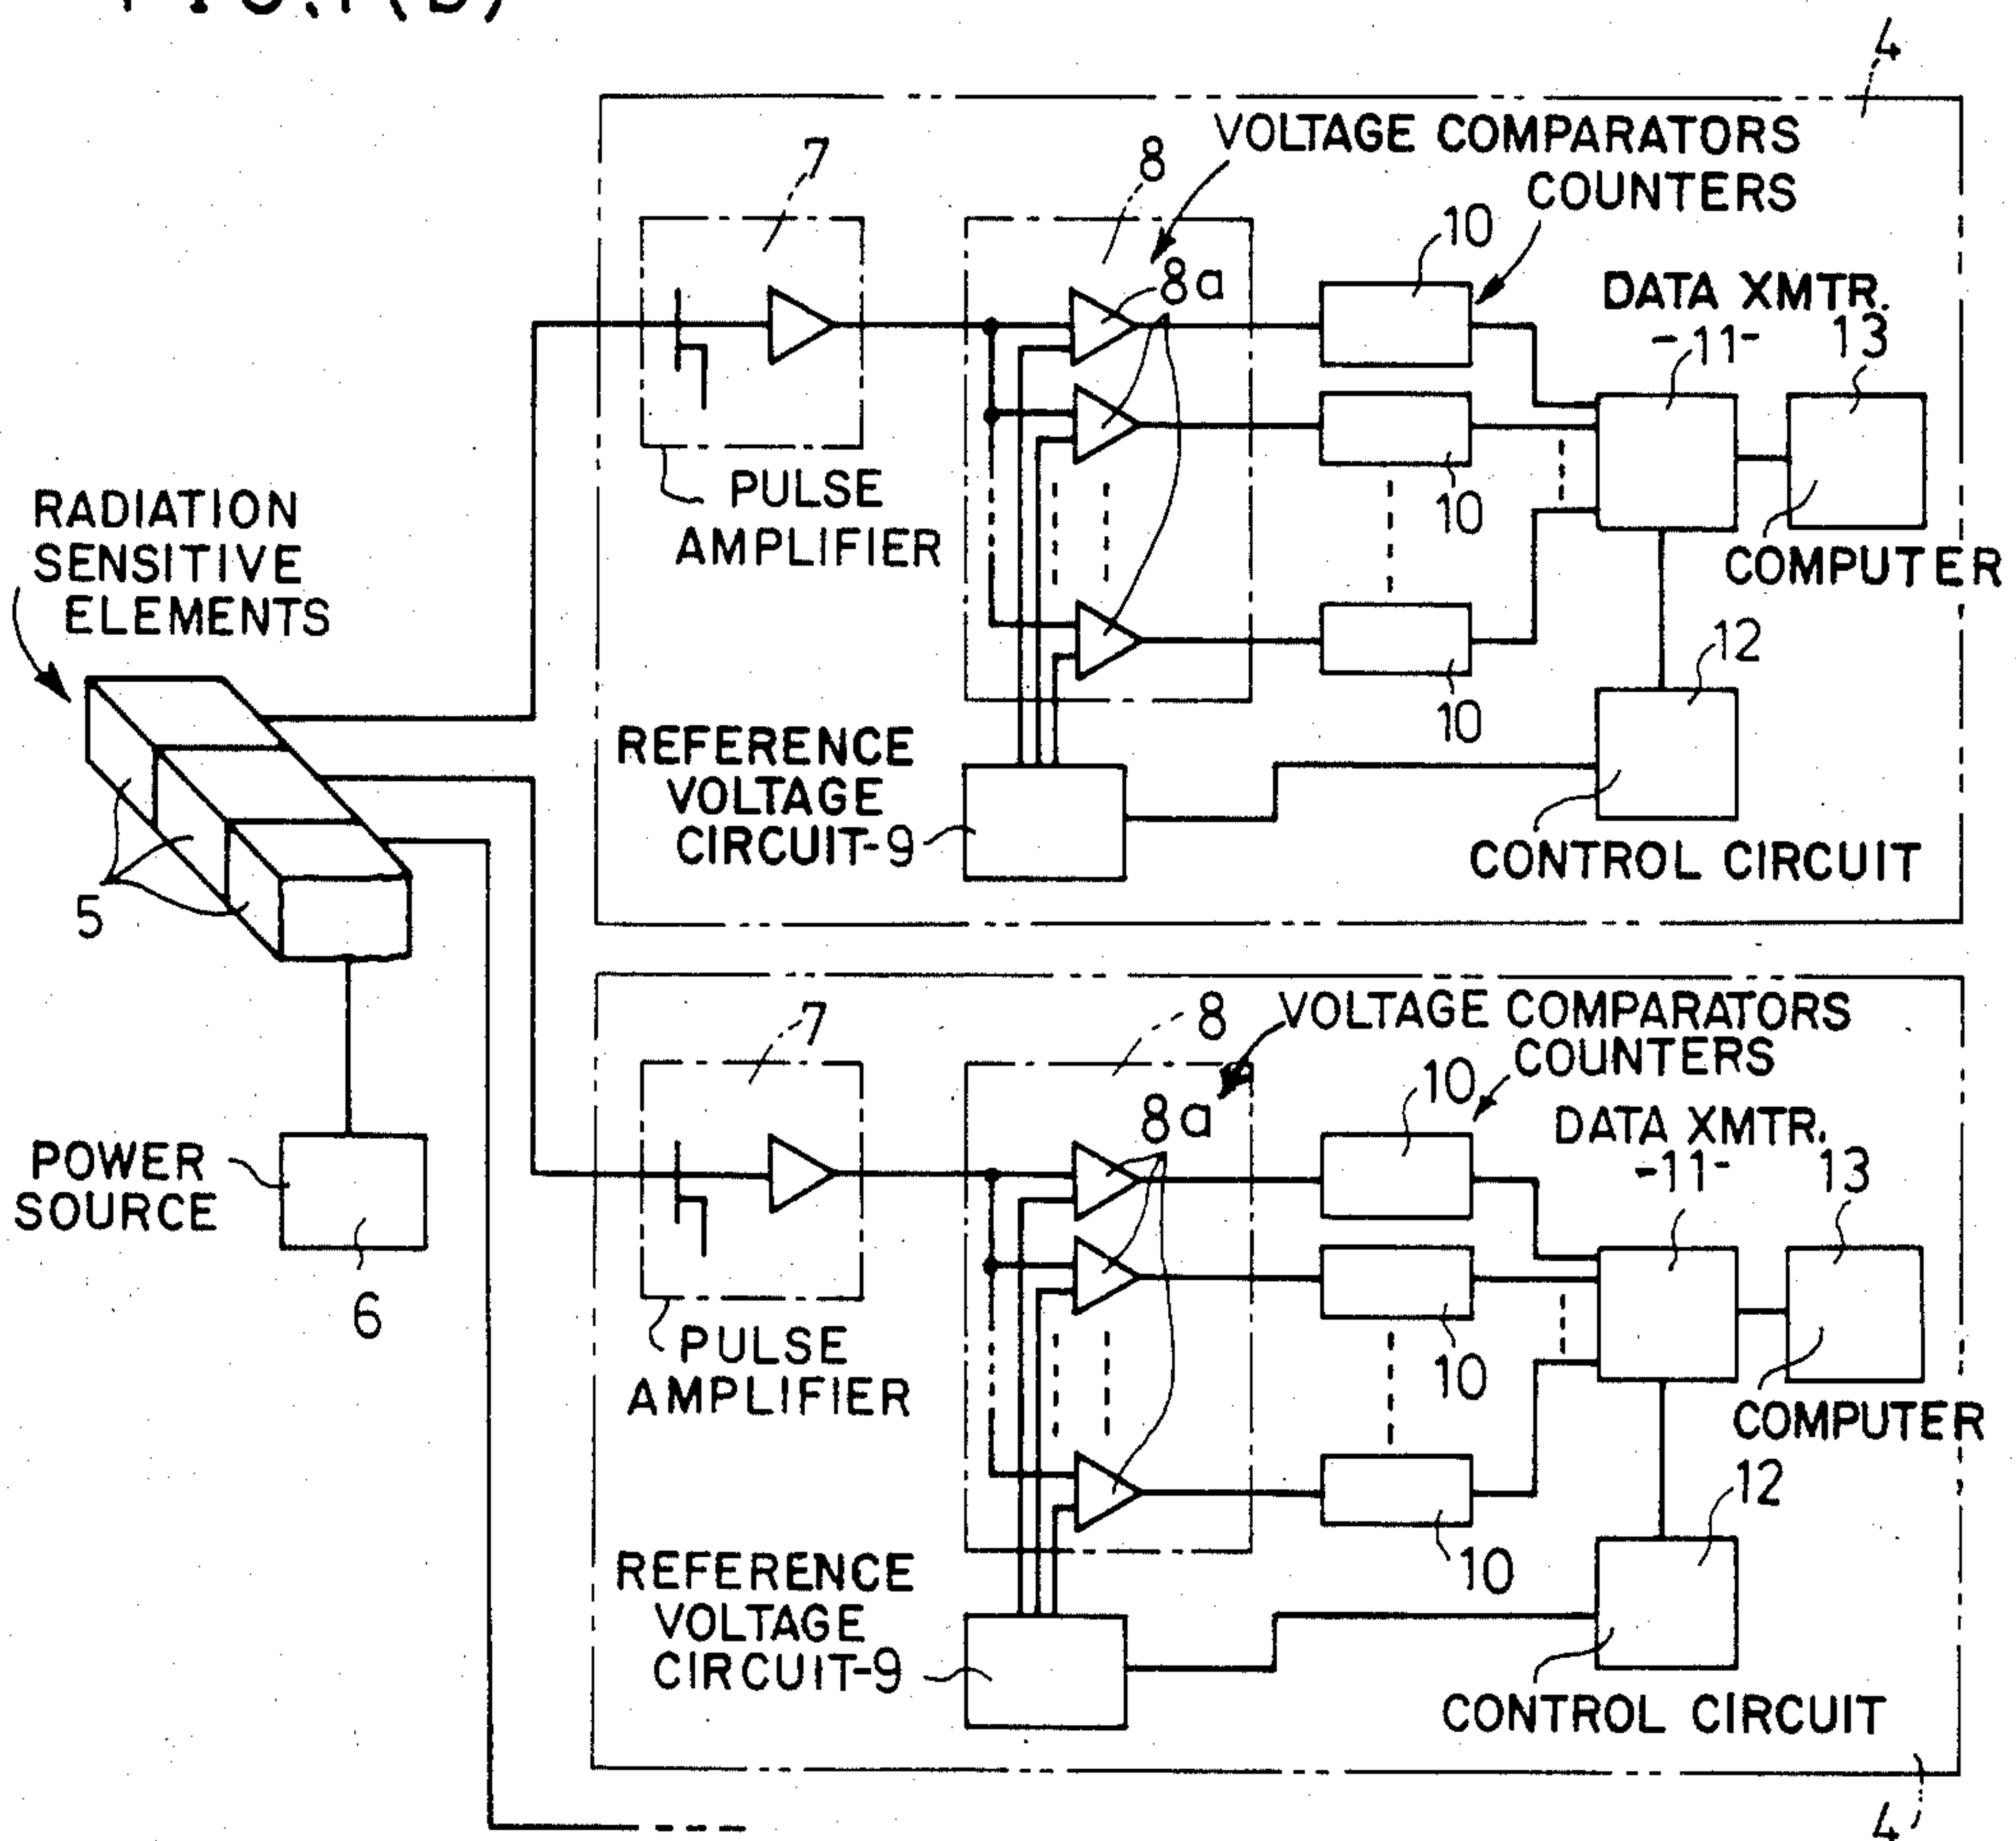 FIG.1(b)
4
7
8
VOLTAGE COMPARATORS
COUNTERS
10
8a
DATA XMTR.
-11-
13
PULSE
AMPLIFIER
10
COMPUTER
RADIATION
SENSITIVE
ELEMENTS
10
12
REFERENCE
VOLTAGE
CIRCUIT-9
CONTROL CIRCUIT
5
7
8
VOLTAGE COMPARATORS
COUNTERS
10
8a
DATA XMTR.
-11-
13
POWER
SOURCE
6
PULSE
AMPLIFIER
10
COMPUTER
12
10
REFERENCE
VOLTAGE
CIRCUIT-9
CONTROL CIRCUIT
4